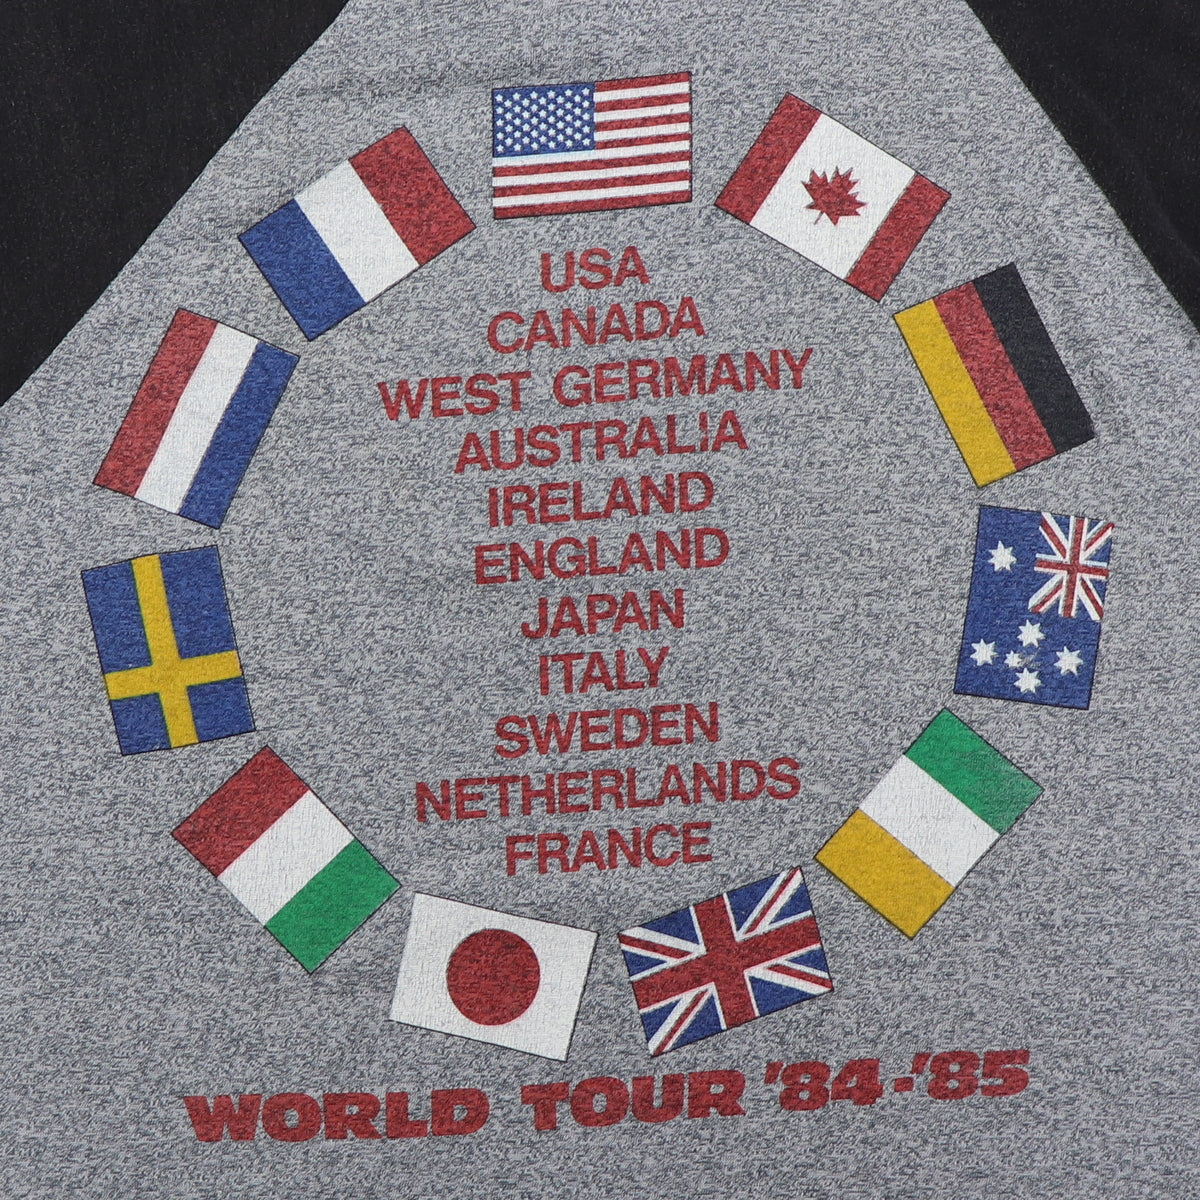 USA
CANADA
WEST GERMANY
AUSTRALIA
IRELAND
ENGLAND
JAPAN
ITALY
SWEDEN
NETHERLANDS
FRANCE
WORLD TOUR '84-'85